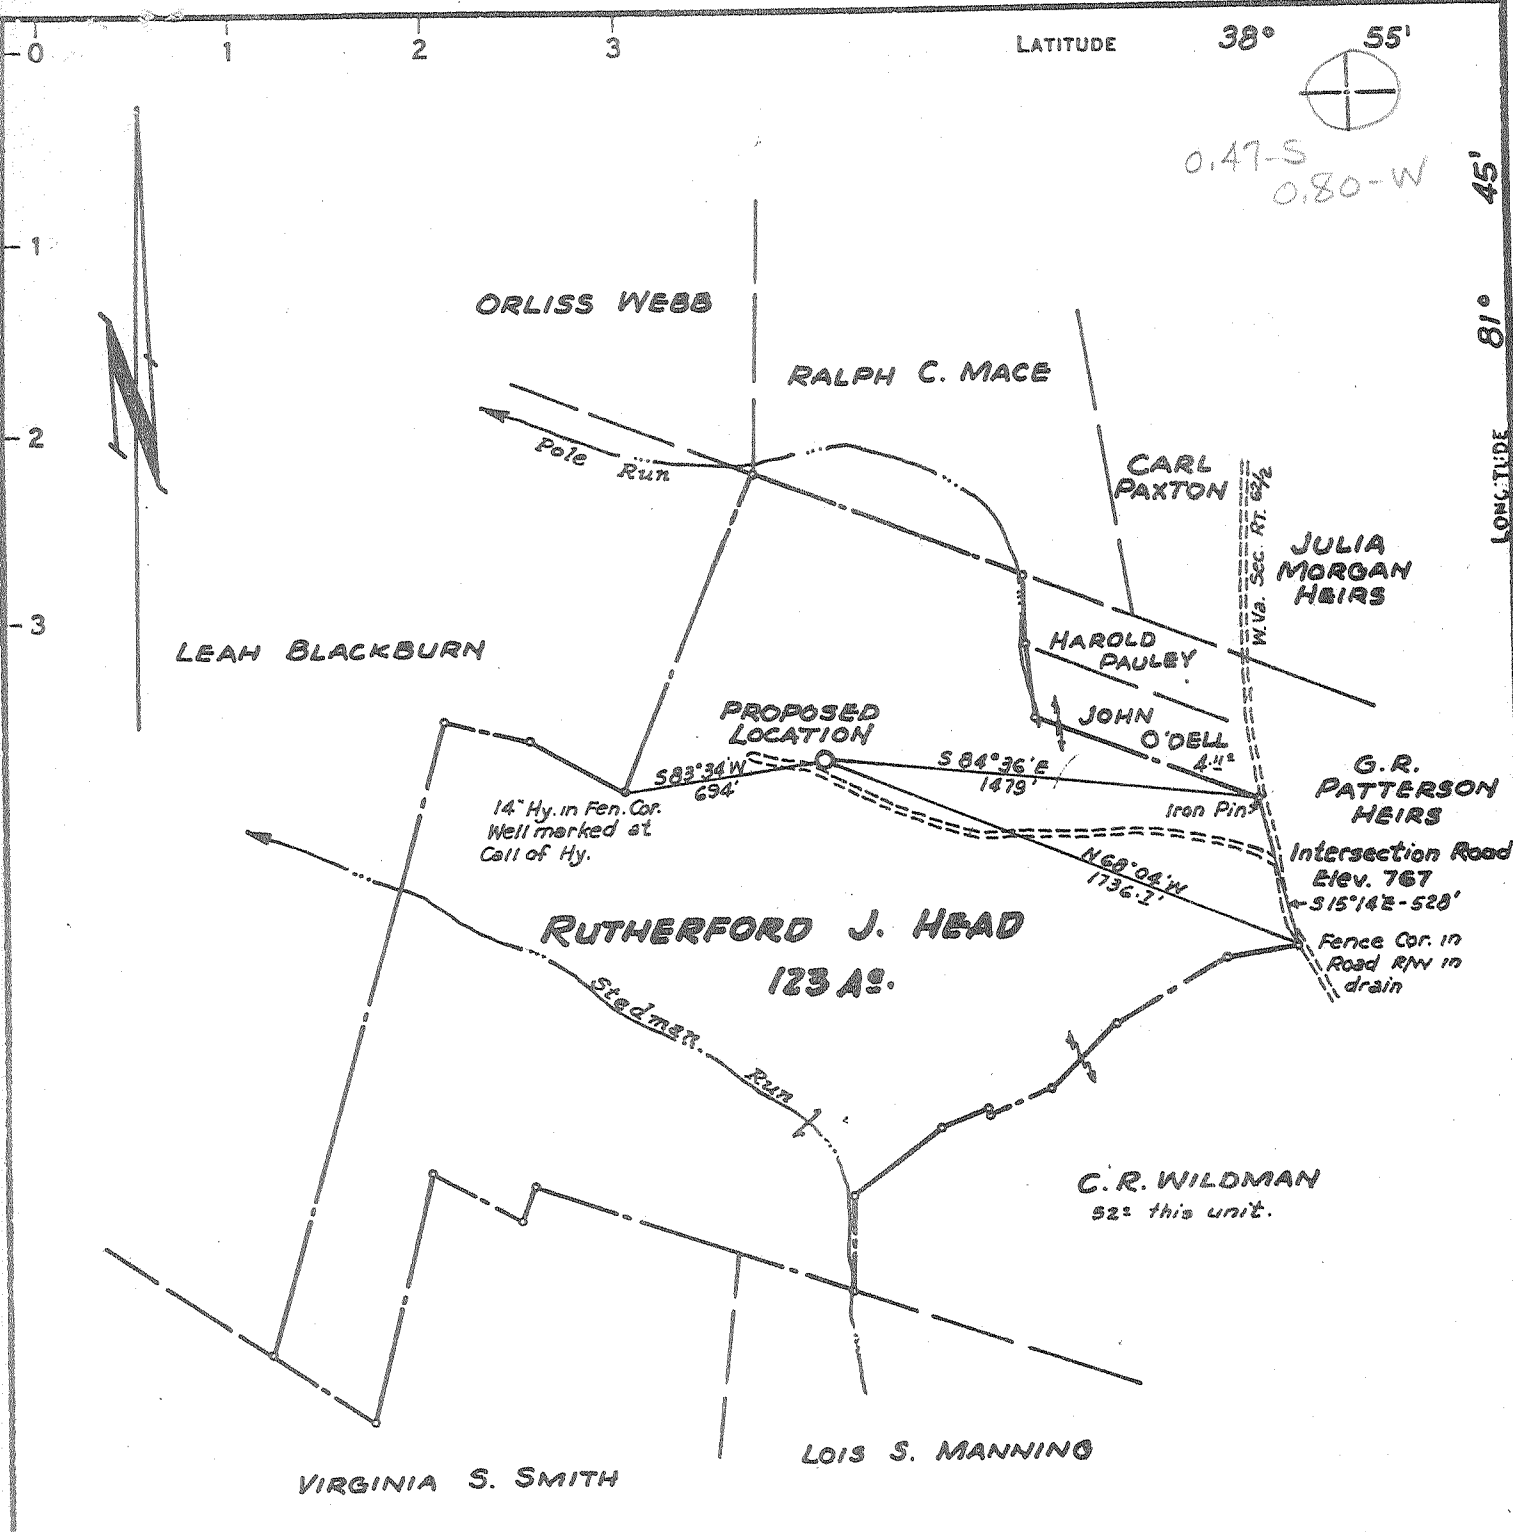 0 1 2 3
LATITUDE 38° 55'
0.47-S
0.80-W
LONGITUDE 81° 45'
1
2
3
N
ORLISS WEBB
RALPH C. MACE
Pole Run
CARL
PAXTON
W.Va. Sec. RT. 62/2
JULIA
MORGAN
HEIRS
LEAH BLACKBURN
HAROLD
PAULEY
PROPOSED
LOCATION
JOHN
O'DELL
S 83°34'W
694'
S 84°36'E
1479'
Iron Pin
G.R.
PATTERSON
HEIRS
14" Hy. in Fen. Cor.
Well marked at
Call of Hy.
N 68°04'W
1736.1'
Intersection Road
Elev. 767
S 15°14'E - 528'
RUTHERFORD J. HEAD
123 As.
Fence Cor. in
Road R/W in
drain
Stedman Run
C.R. WILDMAN
52± this unit.
LOIS S. MANNING
VIRGINIA S. SMITH